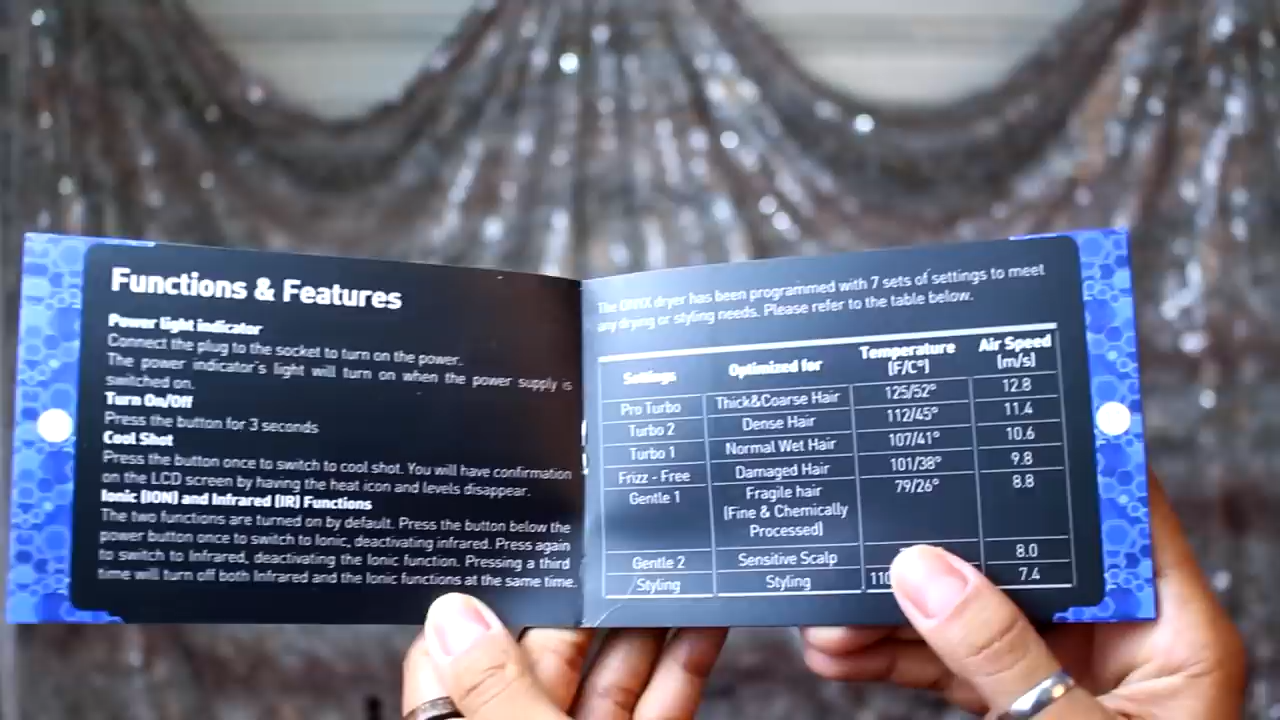 Functions & Features
Power light indicator
Connect the plug to the socket to turn on the power.
The power indicator's light will turn on when the power supply is
switched on.
Turn On/Off
Press the button for 3 seconds
Cool Shot
Press the button once to switch to cool shot. You will have confirmation
on the LCD screen by having the heat icon and levels disappear.
Ionic (ION) and Infrared (IR) Functions
The two functions are turned on by default. Press the button below the
power button once to switch to Ionic, deactivating infrared. Press again
to switch to Infrared, deactivating the Ionic function. Pressing a third
time will turn off both Infrared and the Ionic functions at the same time.
The dryer has been programmed with 7 sets of settings to meet
any drying or styling needs. Please refer to the table below.
Settings Optimized for Temperature (F/C°) Air Speed (m/s)
Pro Turbo Thick&Coarse Hair 125/52° 12.8
Turbo 2 Dense Hair 112/45° 11.4
Turbo 1 Normal Wet Hair 107/41° 10.6
Frizz - Free Damaged Hair 101/38° 9.8
Gentle 1 Fragile hair 79/26° 8.8
(Fine & Chemically
Processed)
Gentle 2 Sensitive Scalp 8.0
Styling Styling 110 7.4